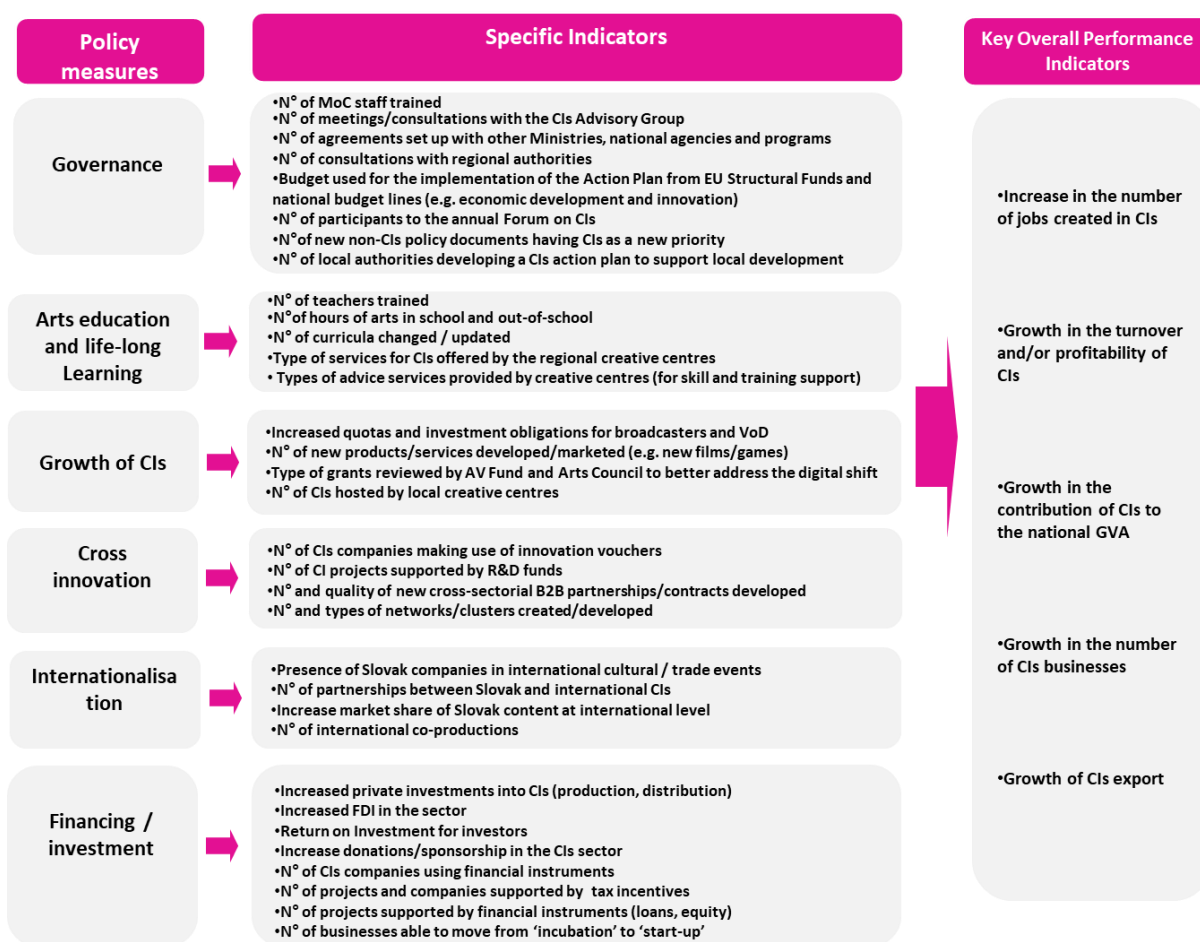 Policy
measures
Specific Indicators
Key Overall Performance
Indicators
Governance
•N° of MoC staff trained
•N° of meetings/consultations with the CIs Advisory Group
•N° of agreements set up with other Ministries, national agencies and programs
•N° of consultations with regional authorities
•Budget used for the implementation of the Action Plan from EU Structural Funds and
national budget lines (e.g. economic development and innovation)
•N° of participants to the annual Forum on CIs
•N°of new non-CIs policy documents having CIs as a new priority
•N° of local authorities developing a CIs action plan to support local development
Arts education
and life-long
Learning
•N° of teachers trained
•N°of hours of arts in school and out-of-school
•N° of curricula changed / updated
•Type of services for CIs offered by the regional creative centres
• Types of advice services provided by creative centres (for skill and training support)
Growth of CIs
•Increased quotas and investment obligations for broadcasters and VoD
•N° of new products/services developed/marketed (e.g. new films/games)
•Type of grants reviewed by AV Fund and Arts Council to better address the digital shift
•N° of CIs hosted by local creative centres
Cross
innovation
•N° of CIs companies making use of innovation vouchers
•N° of CI projects supported by R&D funds
•N° and quality of new cross-sectorial B2B partnerships/contracts developed
•N° and types of networks/clusters created/developed
Internationalisa
tion
•Presence of Slovak companies in international cultural / trade events
•N° of partnerships between Slovak and international CIs
•Increase market share of Slovak content at international level
•N° of international co-productions
Financing /
investment
•Increased private investments into CIs (production, distribution)
•Increased FDI in the sector
•Return on Investment for investors
•Increase donations/sponsorship in the CIs sector
•N° of CIs companies using financial instruments
•N° of projects and companies supported by tax incentives
•N° of projects supported by financial instruments (loans, equity)
•N° of businesses able to move from ‘incubation’ to ‘start-up’
•Increase in the number
of jobs created in CIs
•Growth in the turnover
and/or profitability of
CIs
•Growth in the
contribution of CIs to
the national GVA
•Growth in the number
of CIs businesses
•Growth of CIs export